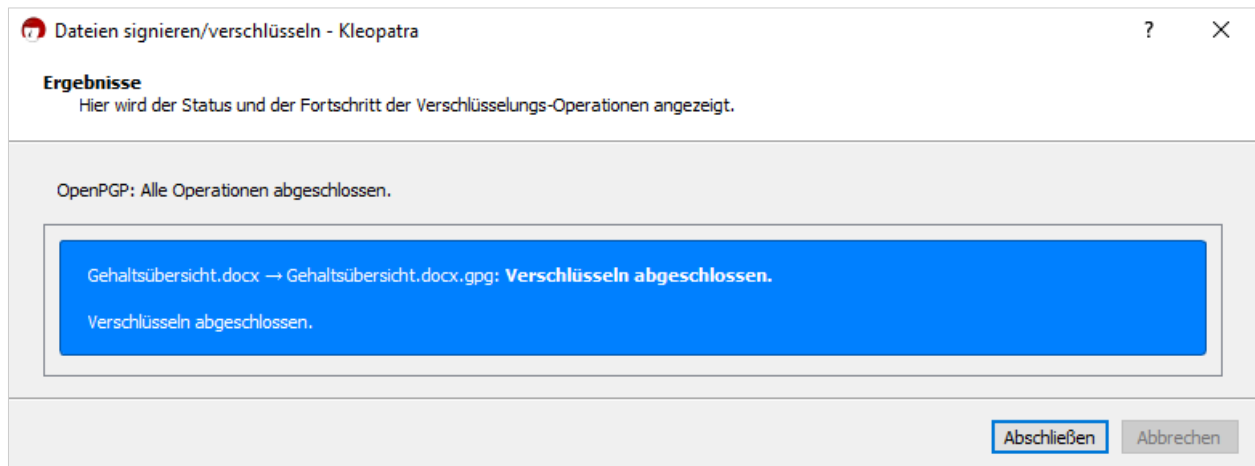 Dateien signieren/verschlüsseln - Kleopatra
?
Ergebnisse
Hier wird der Status und der Fortschritt der Verschlüsselungs-Operationen angezeigt.
OpenPGP: Alle Operationen abgeschlossen.
Gehaltsübersicht.docx → Gehaltsübersicht.docx.gpg: Verschlüsseln abgeschlossen.
Verschlüsseln abgeschlossen.
Abschließen Abbrechen